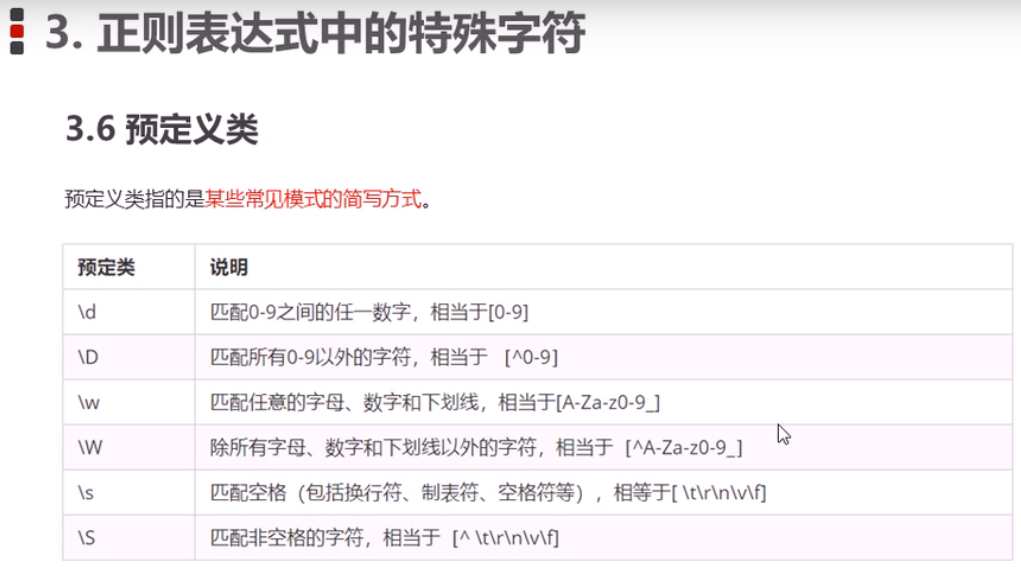 3. 正则表达式中的特殊字符
3.6 预定义类
预定义类指的是某些常见模式的简写方式。
预定类 说明
\d 匹配0-9之间的任一数字，相当于[0-9]
\D 匹配所有0-9以外的字符，相当于 [^0-9]
\w 匹配任意的字母、数字和下划线，相当于[A-Za-z0-9_]
\W 除所有字母、数字和下划线以外的字符，相当于 [^A-Za-z0-9_]
\s 匹配空格（包括换行符、制表符、空格符等），相等于[ \t\r\n\v\f]
\S 匹配非空格的字符，相当于 [^ \t\r\n\v\f]